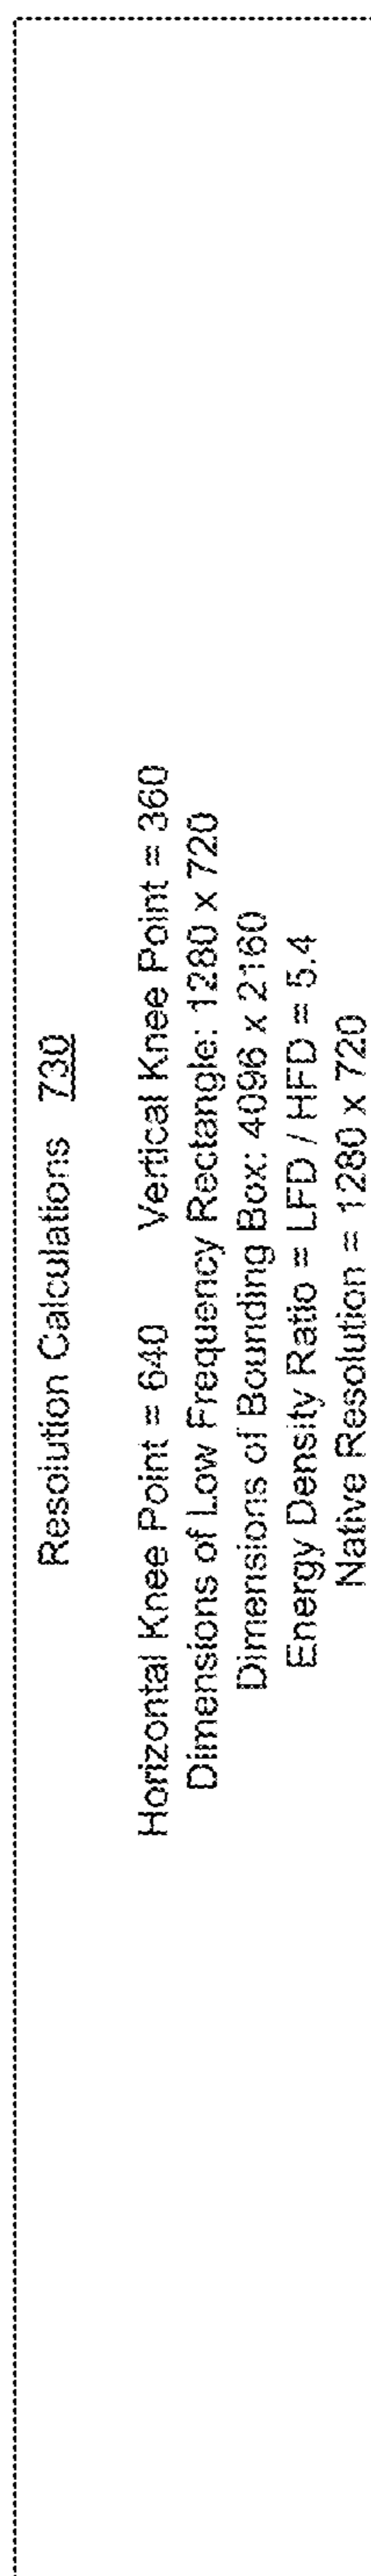 Resolution Calculations 730
Horizontal Knee Point = 640 Vertical Knee Point = 360
Dimensions of Low Frequency Rectangle: 1280 x 720
Dimensions of Bounding Box: 4096 x 2160
Energy Density Ratio = LFD / HFD = 5.4
Native Resolution = 1280 x 720